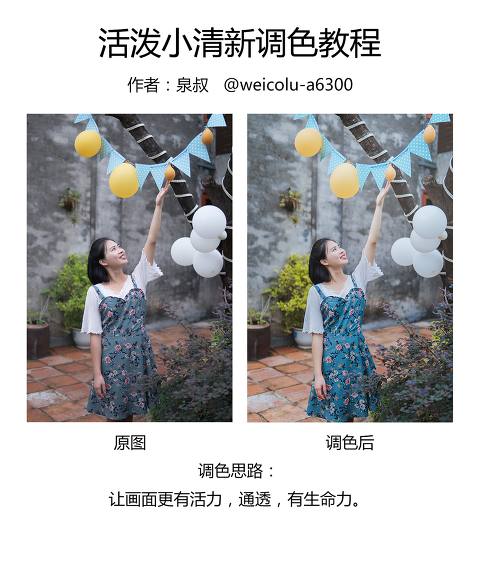 活泼小清新调色教程
作者：泉叔 @weicolu-a6300
原图 调色后
调色思路：
让画面更有活力，通透，有生命力。